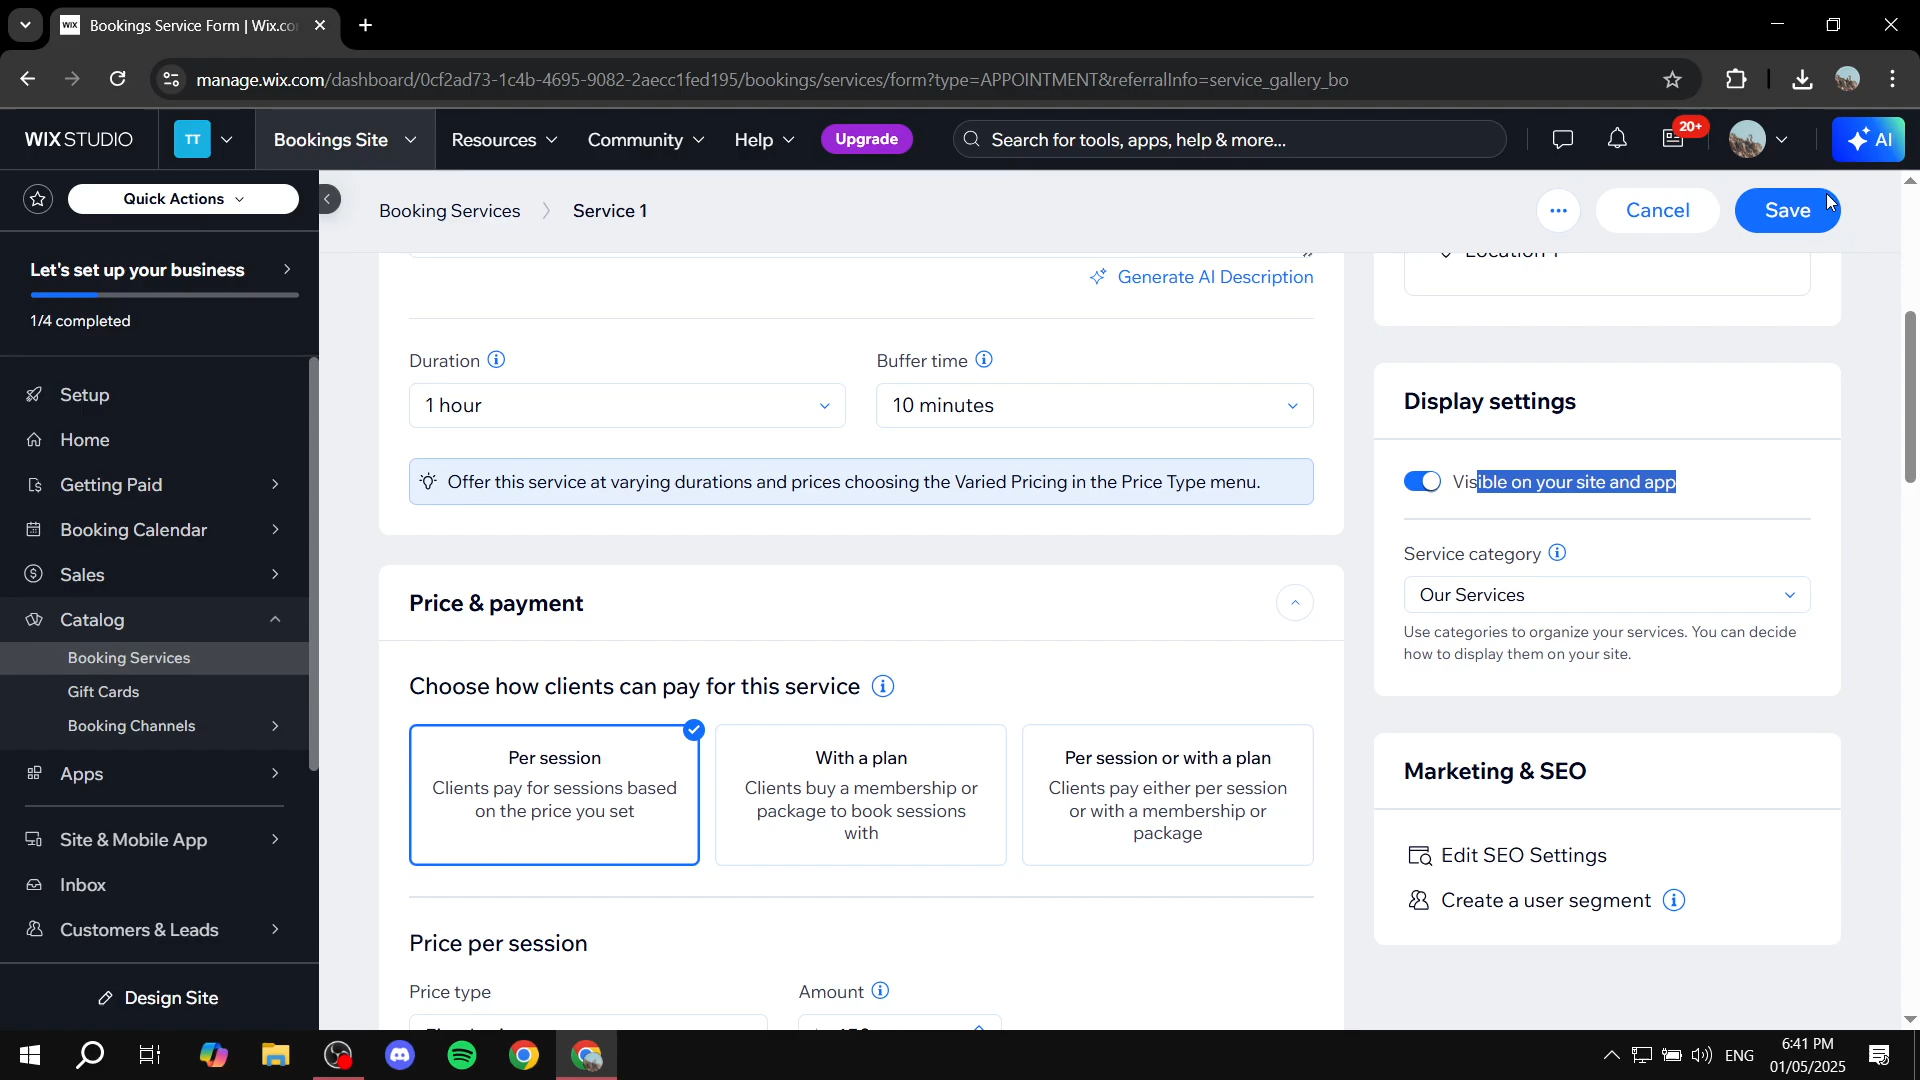 Bookings Service Form | Wix.co
manage.wix.com/dashboard/0cf2ad73-1c4b-4695-9082-2aecc1fed195/bookings/services/form?type=APPOINTMENT&referralInfo=service_gallery_bo
WIX STUDIO
TT
Bookings Site
Resources
Community
Help
Upgrade
Search for tools, apps, help & more...
20+
AI
Quick Actions
Booking Services
Service 1
Cancel
Save
Let's set up your business
1/4 completed
Setup
Home
Getting Paid
Booking Calendar
Sales
Catalog
Booking Services
Gift Cards
Booking Channels
Apps
Site & Mobile App
Inbox
Customers & Leads
Design Site
Generate AI Description
Duration
Buffer time
1 hour
10 minutes
Offer this service at varying durations and prices choosing the Varied Pricing in the Price Type menu.
Price & payment
Choose how clients can pay for this service
Per session
Clients pay for sessions based
on the price you set
With a plan
Clients buy a membership or
package to book sessions
with
Per session or with a plan
Clients pay either per session
or with a membership or
package
Price per session
Price type
Amount
Display settings
Visible on your site and app
Service category
Our Services
Use categories to organize your services. You can decide
how to display them on your site.
Marketing & SEO
Edit SEO Settings
Create a user segment
ENG
6:41 PM
01/05/2025